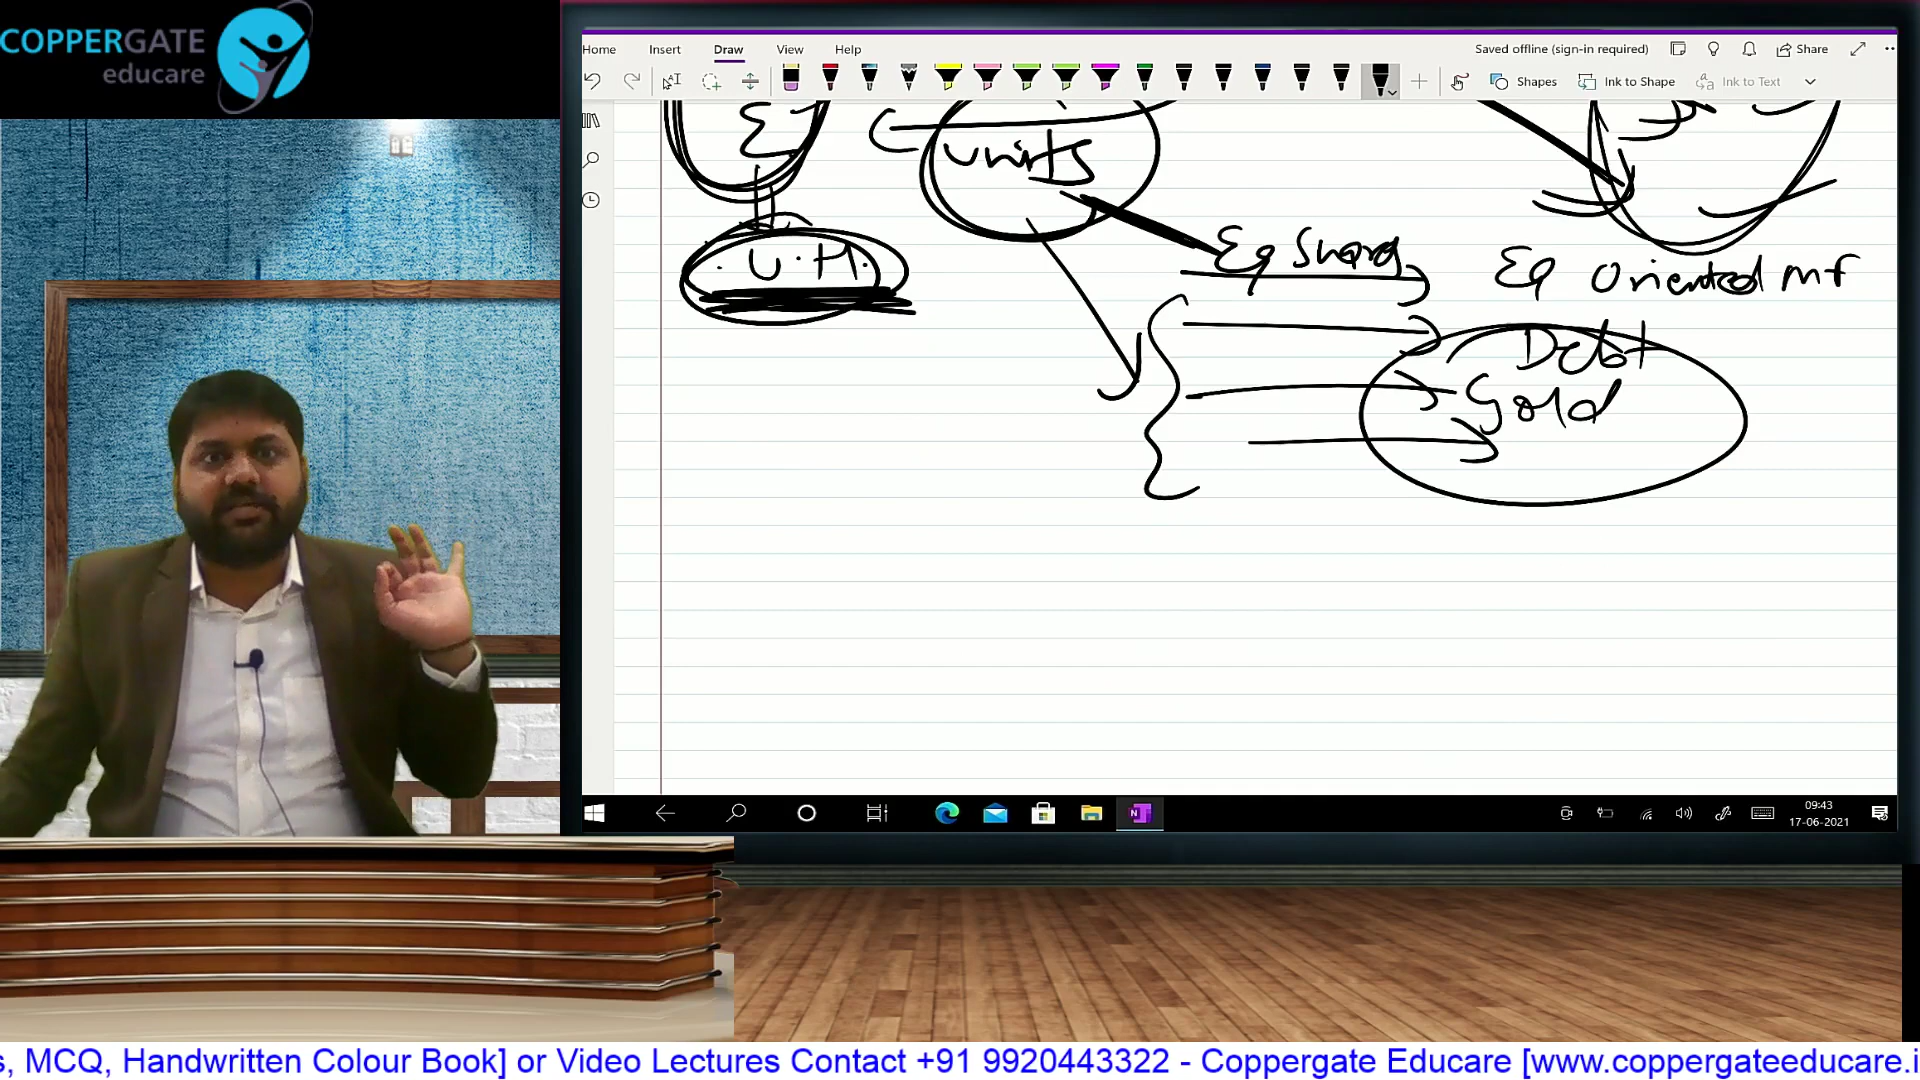 COPPERGATE
educare
Home Insert Draw View Help
Saved offline (sign-in required)
Share
Shapes
Ink to Shape
Ink to Text
Σ
units
U.H.
Eq Shares
Eq Oriented MF
Debt
Gold
09:43
17-06-2021
s, MCQ, Handwritten Colour Book] or Video Lectures Contact +91 9920443322 - Coppergate Educare [www.coppergateeducare.i